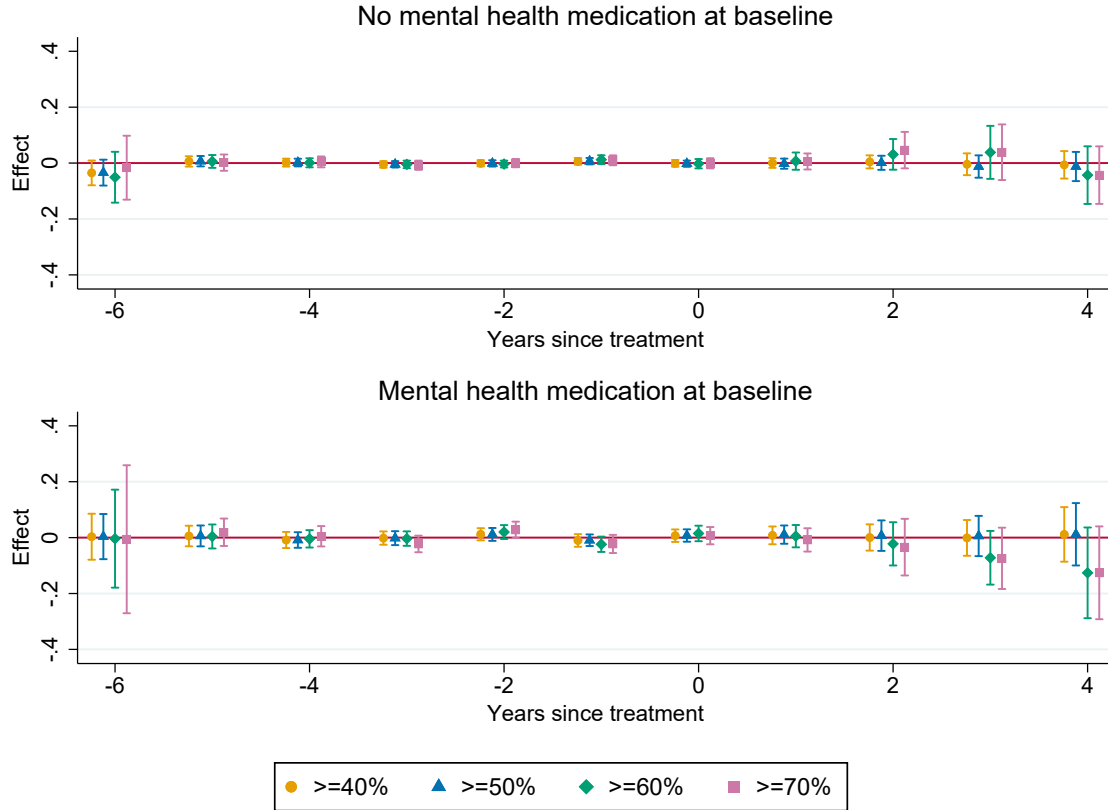 No mental health medication at baseline
.4
.2
0
-.2
-.4
Effect
-6 -4 -2 0 2 4
Years since treatment
Mental health medication at baseline
.4
.2
0
-.2
-.4
Effect
-6 -4 -2 0 2 4
Years since treatment
>=40% >=50% >=60% >=70%